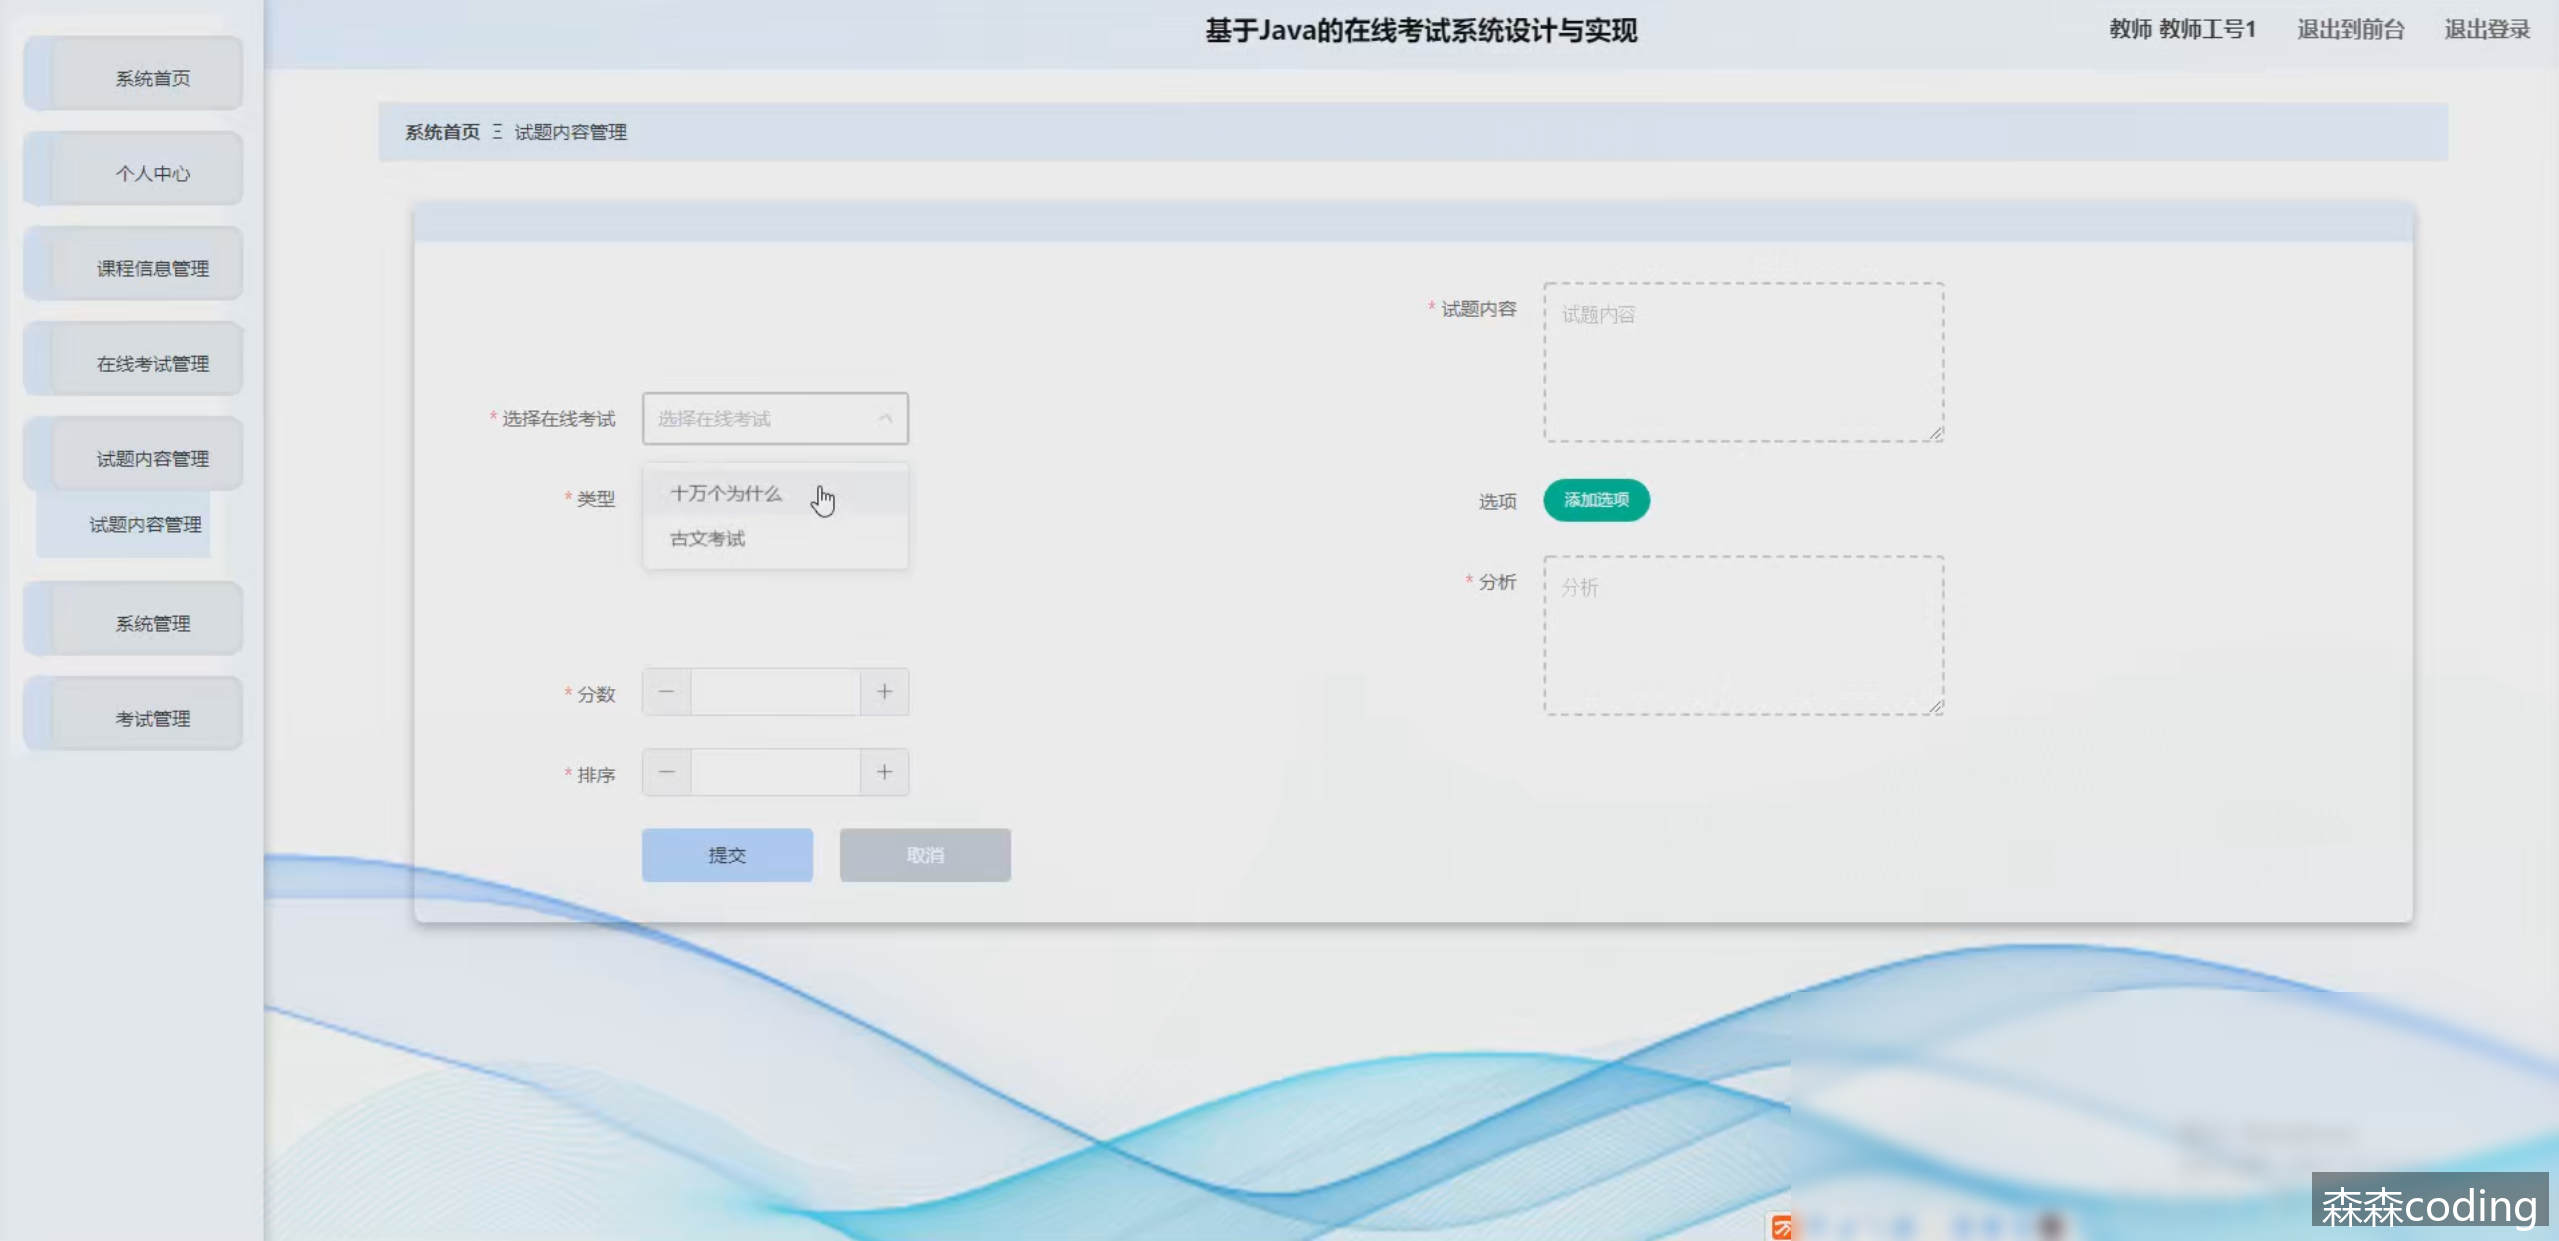 基于Java的在线考试系统设计与实现
教师 教师工号1
退出到前台
退出登录
系统首页
个人中心
课程信息管理
在线考试管理
试题内容管理
试题内容管理
系统管理
考试管理
系统首页 Ξ 试题内容管理
* 试题内容
试题内容
* 选择在线考试
选择在线考试
十万个为什么
古文考试
* 类型
选项
添加选项
* 分析
分析
* 分数
− +
* 排序
− +
提交
取消
森森coding